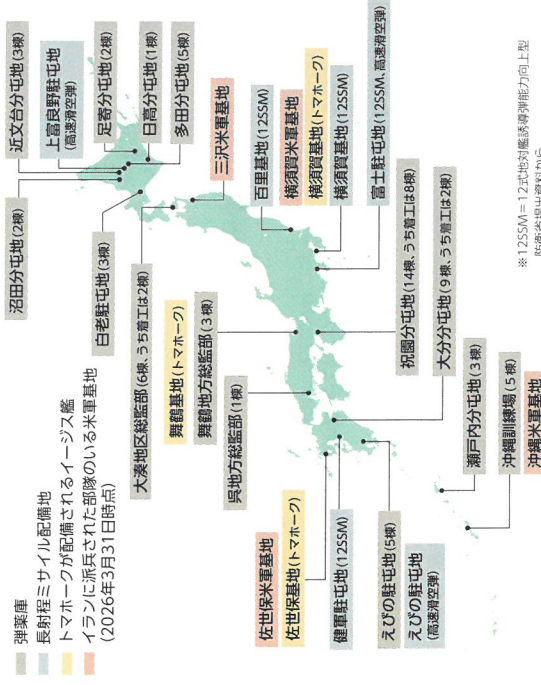 弾薬庫
長射程ミサイル配備地
トマホークが配備されるイージス艦
イランに派兵された部隊のいる米軍基地
(2026年3月31日時点)
沼田分屯地(2棟)
近文台分屯地(3棟)
上富良野駐屯地
(高速滑空弾)
足寄分屯地(2棟)
日高分屯地(1棟)
多田分屯地(5棟)
白老駐屯地(3棟)
大湊地区総監部(6棟、うち着工は2棟)
三沢米軍基地
舞鶴基地(トマホーク)
舞鶴地方総監部(3棟)
呉地方総監部(1棟)
百里基地(12SSM)
横須賀米軍基地
横須賀基地(トマホーク)
横須賀基地(12SSM)
富士駐屯地(12SSM、高速滑空弾)
佐世保米軍基地
佐世保基地(トマホーク)
健軍駐屯地(12SSM)
えびの駐屯地(5棟)
えびの駐屯地
(高速滑空弾)
祝園分屯地(14棟、うち着工は8棟)
大分分屯地(9棟、うち着工は2棟)
瀬戸内分屯地(3棟)
沖縄訓練場(5棟)
沖縄米軍基地
※12SSM=12式地対艦誘導弾能力向上型
防衛省提出資料から